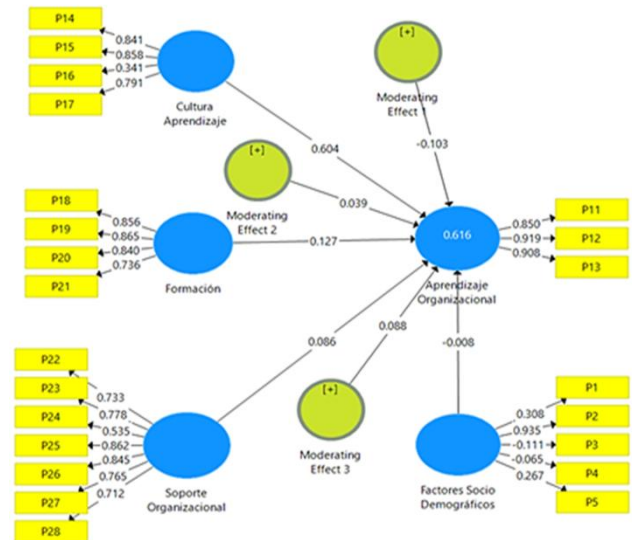 P14
P15
P16
P17
0.841
0.858
0.341
0.791
Cultura
Aprendizaje
[+]
Moderating
Effect 1
-0.103
0.604
[+]
Moderating
Effect 2
0.039
P18
P19
P20
P21
0.856
0.865
0.840
0.736
Formación
0.127
0.616
Aprendizaje
Organizacional
0.850
0.919
0.908
P11
P12
P13
0.086
0.088
-0.008
P22
P23
P24
P25
P26
P27
P28
0.733
0.778
0.535
0.862
0.845
0.765
0.712
Soporte
Organizacional
[+]
Moderating
Effect 3
Factores Socio
Demográficos
0.308
0.935
-0.111
-0.065
0.267
P1
P2
P3
P4
P5